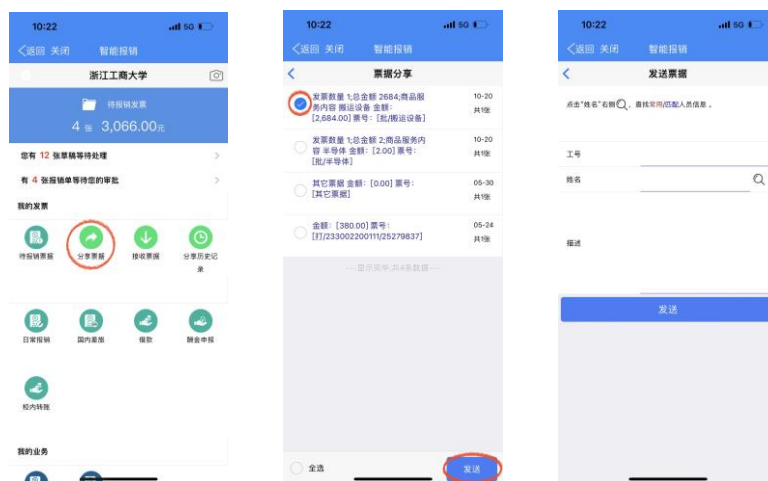 10:22
5G
〈返回 关闭 智能报销
浙江工商大学
待报销发票
4 张 3,066.00元
您有 12 张草稿等待处理
有 4 张报销单等待您的审批
我的发票
待报销票据
分享票据
接收票据
分享历史记
录
日常报销
国内差旅
借款
酬金申报
校内转账
我的业务
10:22
5G
〈返回 关闭 智能报销
票据分享
发票数量 1;总金额 2684;商品服
务内容 搬运设备 金额:
[2,684.00] 票号: [批/搬运设备]
10-20
共1张
发票数量 1;总金额 2;商品服务内
容 半导体 金额: [2.00] 票号:
[批/半导体]
10-20
共1张
其它票据 金额: [0.00] 票号:
[其它票据]
05-30
共1张
金额: [380.00] 票号:
[打/233002200111/25279837]
05-24
共1张
---显示完毕,共4条数据---
全选
发送
10:22
5G
〈返回 关闭 智能报销
发送票据
点击"姓名"右侧，查找常用/匹配人员信息。
工号
姓名
描述
发送